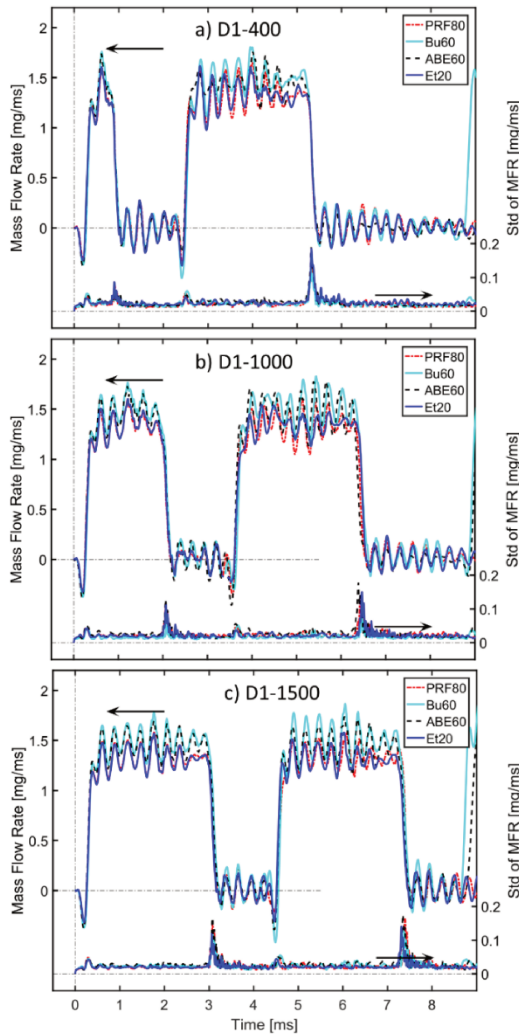 a) D1-400
PRF80
Bu60
ABE60
Et20
2
1.5
1
0.5
0
Mass Flow Rate [mg/ms]
0.2
0.1
0
Std of MFR [mg/ms]
b) D1-1000
PRF80
Bu60
ABE60
Et20
2
1.5
1
0.5
0
Mass Flow Rate [mg/ms]
0.2
0.1
0
Std of MFR [mg/ms]
c) D1-1500
PRF80
Bu60
ABE60
Et20
2
1.5
1
0.5
0
Mass Flow Rate [mg/ms]
0.2
0.1
0
Std of MFR [mg/ms]
0 1 2 3 4 5 6 7 8
Time [ms]